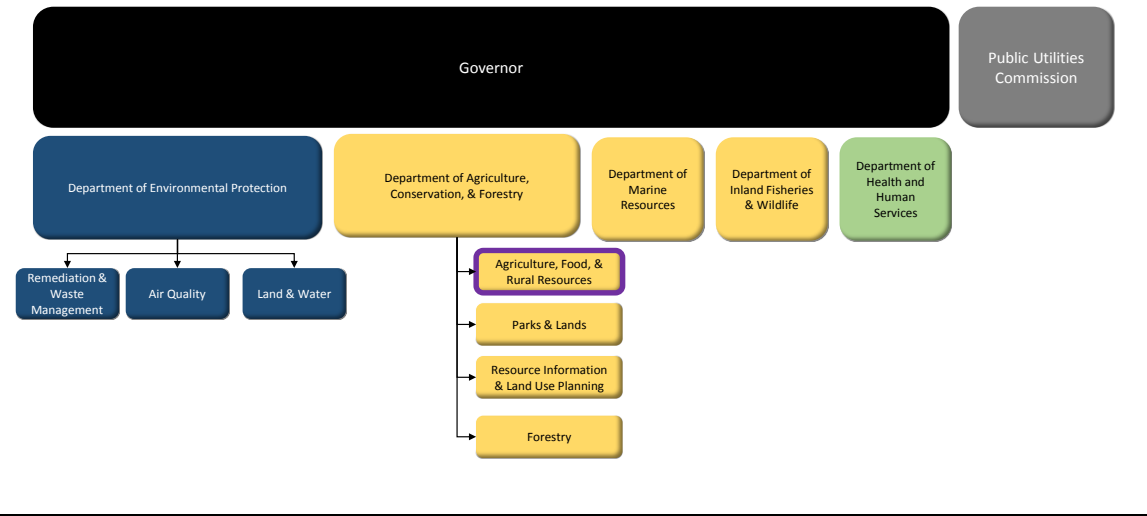 Governor
Public Utilities
Commission
Department of Environmental Protection
Department of Agriculture,
Conservation, & Forestry
Department of
Marine
Resources
Department of
Inland Fisheries
& Wildlife
Department of
Health and
Human
Services
Remediation &
Waste
Management
Air Quality
Land & Water
Agriculture, Food, &
Rural Resources
Parks & Lands
Resource Information
& Land Use Planning
Forestry